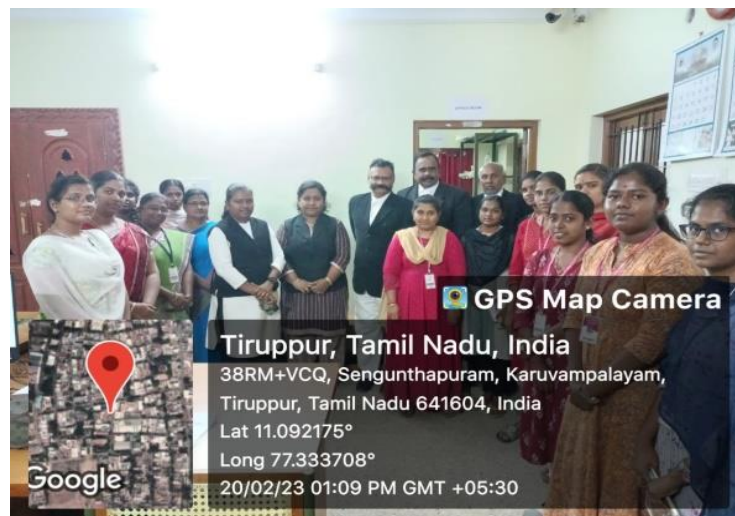 GPS Map Camera
Tiruppur, Tamil Nadu, India
38RM+VCQ, Sengunthapuram, Karuvampalayam,
Tiruppur, Tamil Nadu 641604, India
Lat 11.092175°
Long 77.333708°
20/02/23 01:09 PM GMT +05:30
Google